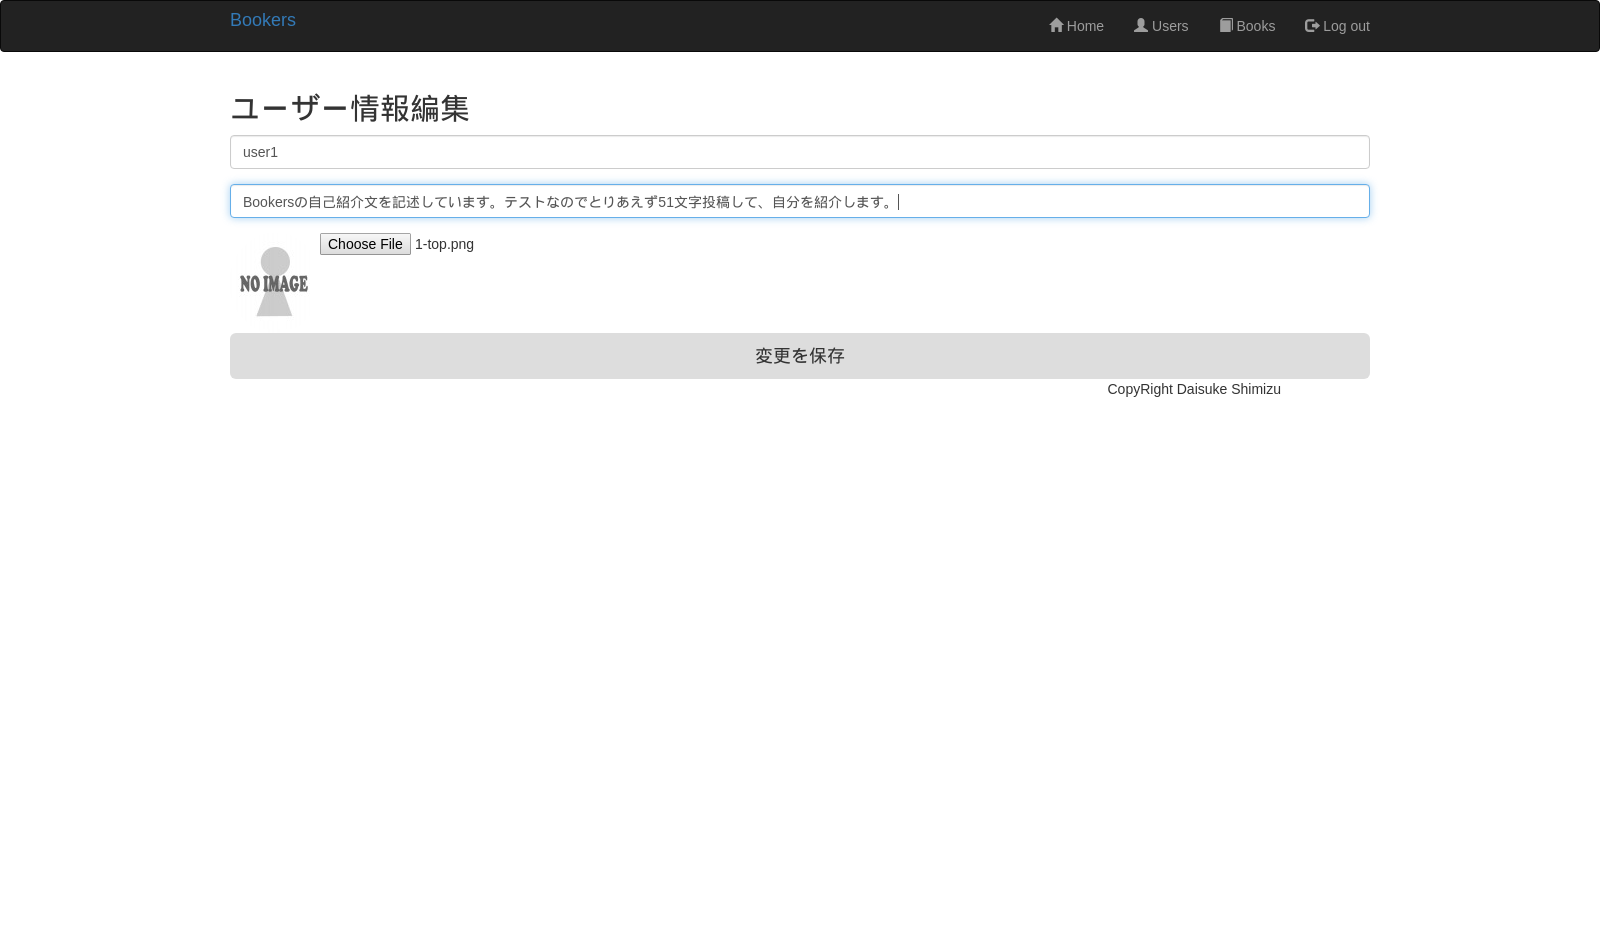 Bookers
Home Users Books Log out
ユーザー情報編集
user1
Bookersの自己紹介文を記述しています。テストなのでとりあえず51文字投稿して、自分を紹介します。
Choose File 1-top.png
NO IMAGE
変更を保存
CopyRight Daisuke Shimizu